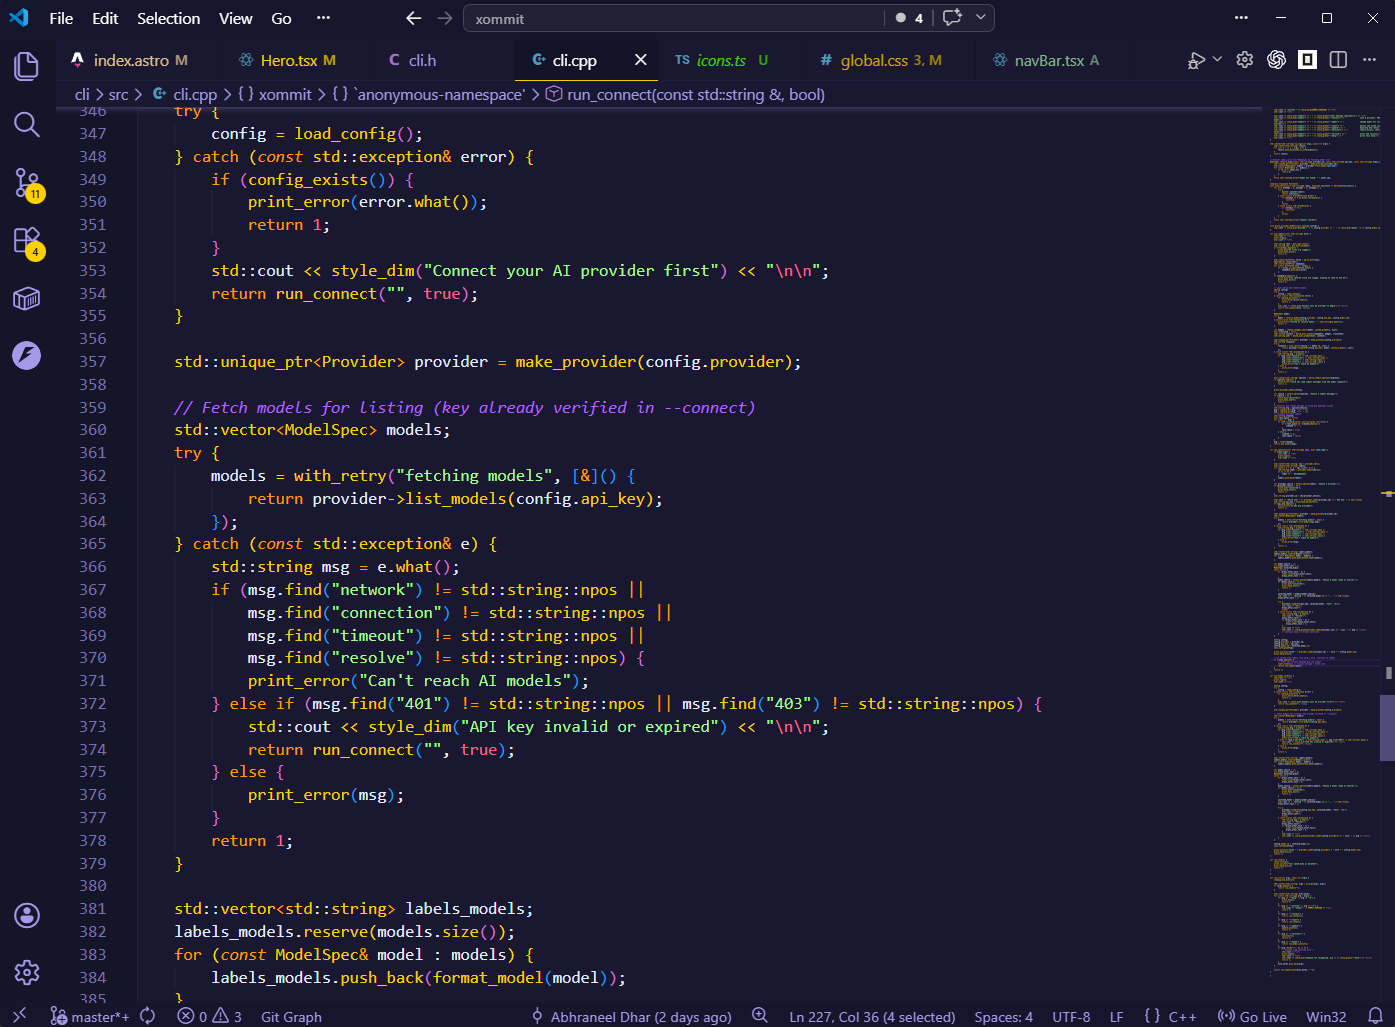 File Edit Selection View Go ··· xommit 4
index.astro M Hero.tsx M C cli.h cli.cpp TS icons.ts U # global.css 3, M navBar.tsx A
cli > src > cli.cpp > { } xommit > { } `anonymous-namespace' > run_connect(const std::string &, bool)
346 try {
347 config = load_config();
348 } catch (const std::exception& error) {
349 if (config_exists()) {
350 print_error(error.what());
351 return 1;
352 }
353 std::cout << style_dim("Connect your AI provider first") << "\n\n";
354 return run_connect("", true);
355 }
356
357 std::unique_ptr<Provider> provider = make_provider(config.provider);
358
359 // Fetch models for listing (key already verified in --connect)
360 std::vector<ModelSpec> models;
361 try {
362 models = with_retry("fetching models", [&]() {
363 return provider->list_models(config.api_key);
364 });
365 } catch (const std::exception& e) {
366 std::string msg = e.what();
367 if (msg.find("network") != std::string::npos ||
368 msg.find("connection") != std::string::npos ||
369 msg.find("timeout") != std::string::npos ||
370 msg.find("resolve") != std::string::npos) {
371 print_error("Can't reach AI models");
372 } else if (msg.find("401") != std::string::npos || msg.find("403") != std::string::npos) {
373 std::cout << style_dim("API key invalid or expired") << "\n\n";
374 return run_connect("", true);
375 } else {
376 print_error(msg);
377 }
378 return 1;
379 }
380
381 std::vector<std::string> labels_models;
382 labels_models.reserve(models.size());
383 for (const ModelSpec& model : models) {
384 labels_models.push_back(format_model(model));
385 }
11
4
master*+ 0 3 Git Graph Abhraneel Dhar (2 days ago) Ln 227, Col 36 (4 selected) Spaces: 4 UTF-8 LF { } C++ Go Live Win32